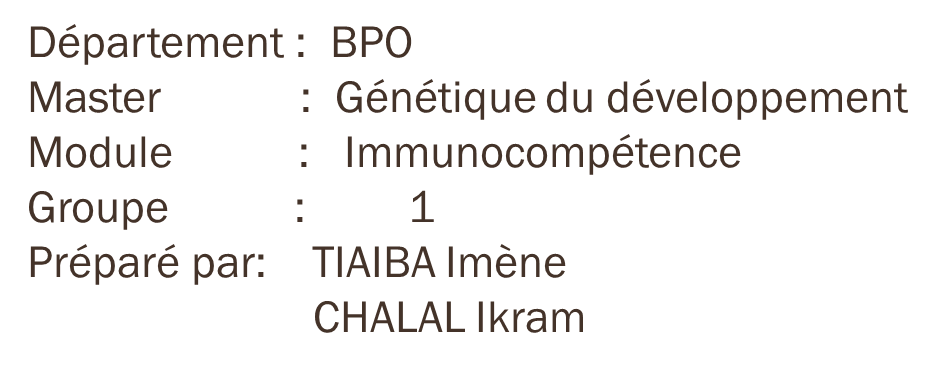 Département : BPO
Master : Génétique du développement
Module : Immunocompétence
Groupe : 1
Préparé par: TIAIBA Imène
CHALAL Ikram